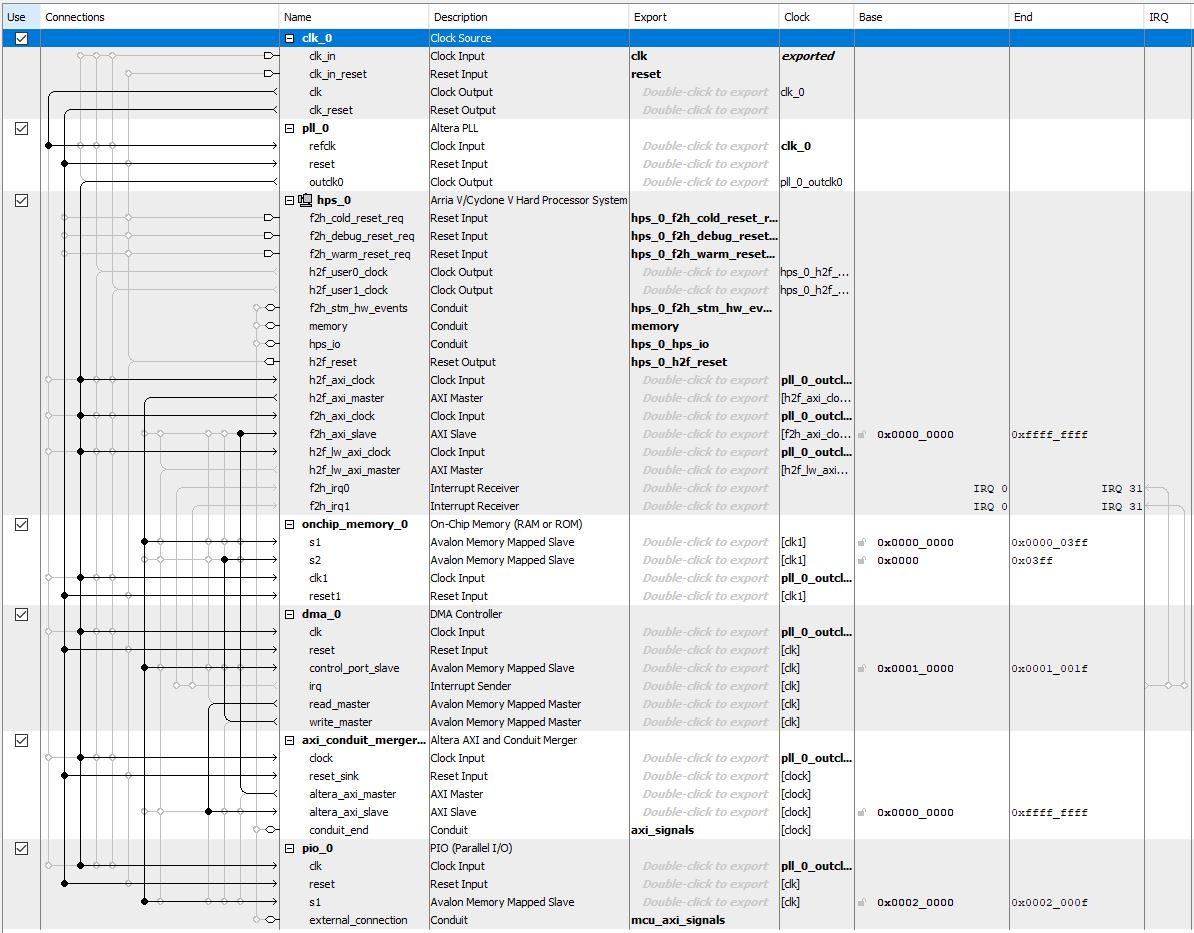 Use Connections Name Description Export Clock Base End IRQ
clk_0 Clock Source
clk_in Clock Input clk exported
clk_in_reset Reset Input reset
clk Clock Output Double-click to export clk_0
clk_reset Reset Output Double-click to export
pll_0 Altera PLL
refclk Clock Input Double-click to export clk_0
reset Reset Input Double-click to export
outclk0 Clock Output Double-click to export pll_0_outclk0
hps_0 Arria V/Cyclone V Hard Processor System
f2h_cold_reset_req Reset Input hps_0_f2h_cold_reset_r...
f2h_debug_reset_req Reset Input hps_0_f2h_debug_reset...
f2h_warm_reset_req Reset Input hps_0_f2h_warm_reset...
h2f_user0_clock Clock Output Double-click to export hps_0_h2f_...
h2f_user1_clock Clock Output Double-click to export hps_0_h2f_...
f2h_stm_hw_events Conduit hps_0_f2h_stm_hw_ev...
memory Conduit memory
hps_io Conduit hps_0_hps_io
h2f_reset Reset Output hps_0_h2f_reset
h2f_axi_clock Clock Input Double-click to export pll_0_outcl...
h2f_axi_master AXI Master Double-click to export [h2f_axi_clo...
f2h_axi_clock Clock Input Double-click to export pll_0_outcl...
f2h_axi_slave AXI Slave Double-click to export [f2h_axi_clo... 0x0000_0000 0xffff_ffff
h2f_lw_axi_clock Clock Input Double-click to export pll_0_outcl...
h2f_lw_axi_master AXI Master Double-click to export [h2f_lw_axi...
f2h_irq0 Interrupt Receiver Double-click to export IRQ 0 IRQ 31
f2h_irq1 Interrupt Receiver Double-click to export IRQ 0 IRQ 31
onchip_memory_0 On-Chip Memory (RAM or ROM)
s1 Avalon Memory Mapped Slave Double-click to export [clk1] 0x0000_0000 0x0000_03ff
s2 Avalon Memory Mapped Slave Double-click to export [clk1] 0x0000 0x03ff
clk1 Clock Input Double-click to export pll_0_outcl...
reset1 Reset Input Double-click to export [clk1]
dma_0 DMA Controller
clk Clock Input Double-click to export pll_0_outcl...
reset Reset Input Double-click to export [clk]
control_port_slave Avalon Memory Mapped Slave Double-click to export [clk] 0x0001_0000 0x0001_001f
irq Interrupt Sender Double-click to export [clk]
read_master Avalon Memory Mapped Master Double-click to export [clk]
write_master Avalon Memory Mapped Master Double-click to export [clk]
axi_conduit_merger... Altera AXI and Conduit Merger
clock Clock Input Double-click to export pll_0_outcl...
reset_sink Reset Input Double-click to export [clock]
altera_axi_master AXI Master Double-click to export [clock]
altera_axi_slave AXI Slave Double-click to export [clock] 0x0000_0000 0xffff_ffff
conduit_end Conduit axi_signals [clock]
pio_0 PIO (Parallel I/O)
clk Clock Input Double-click to export pll_0_outcl...
reset Reset Input Double-click to export [clk]
s1 Avalon Memory Mapped Slave Double-click to export [clk] 0x0002_0000 0x0002_000f
external_connection Conduit mcu_axi_signals